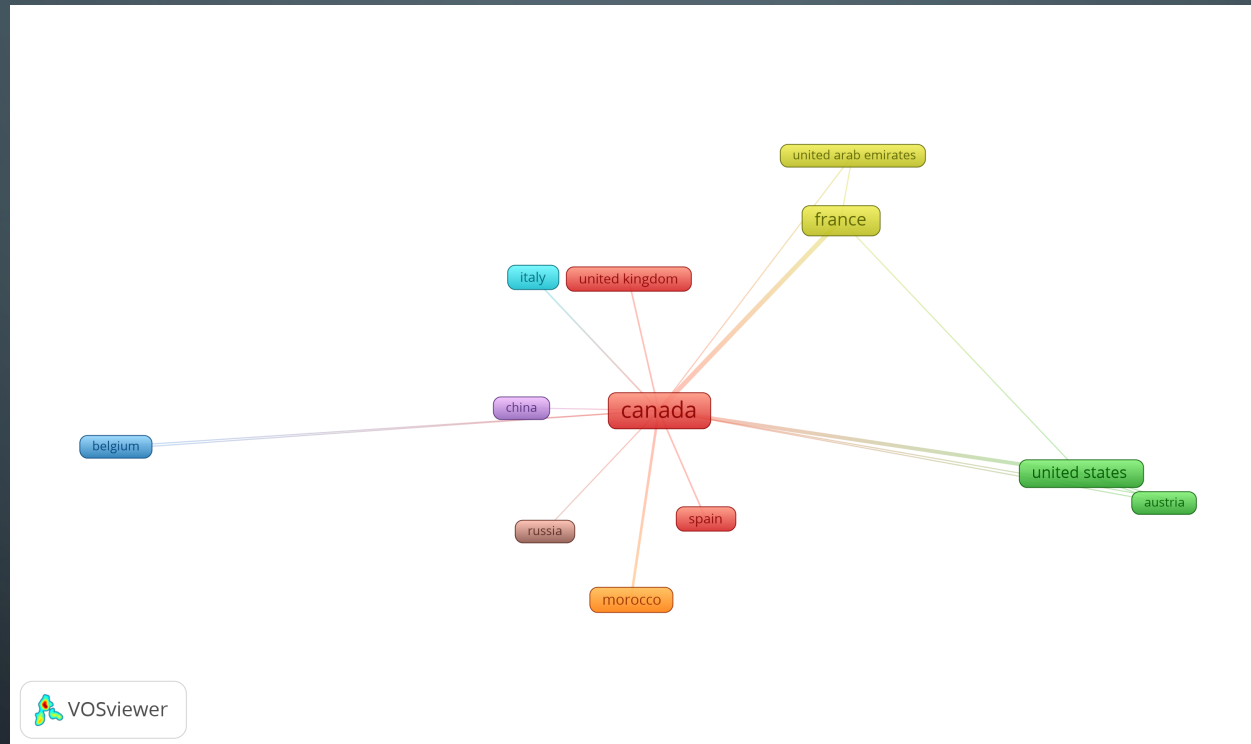 united arab emirates
france
italy
united kingdom
china
canada
belgium
united states
austria
spain
russia
morocco
VOSviewer